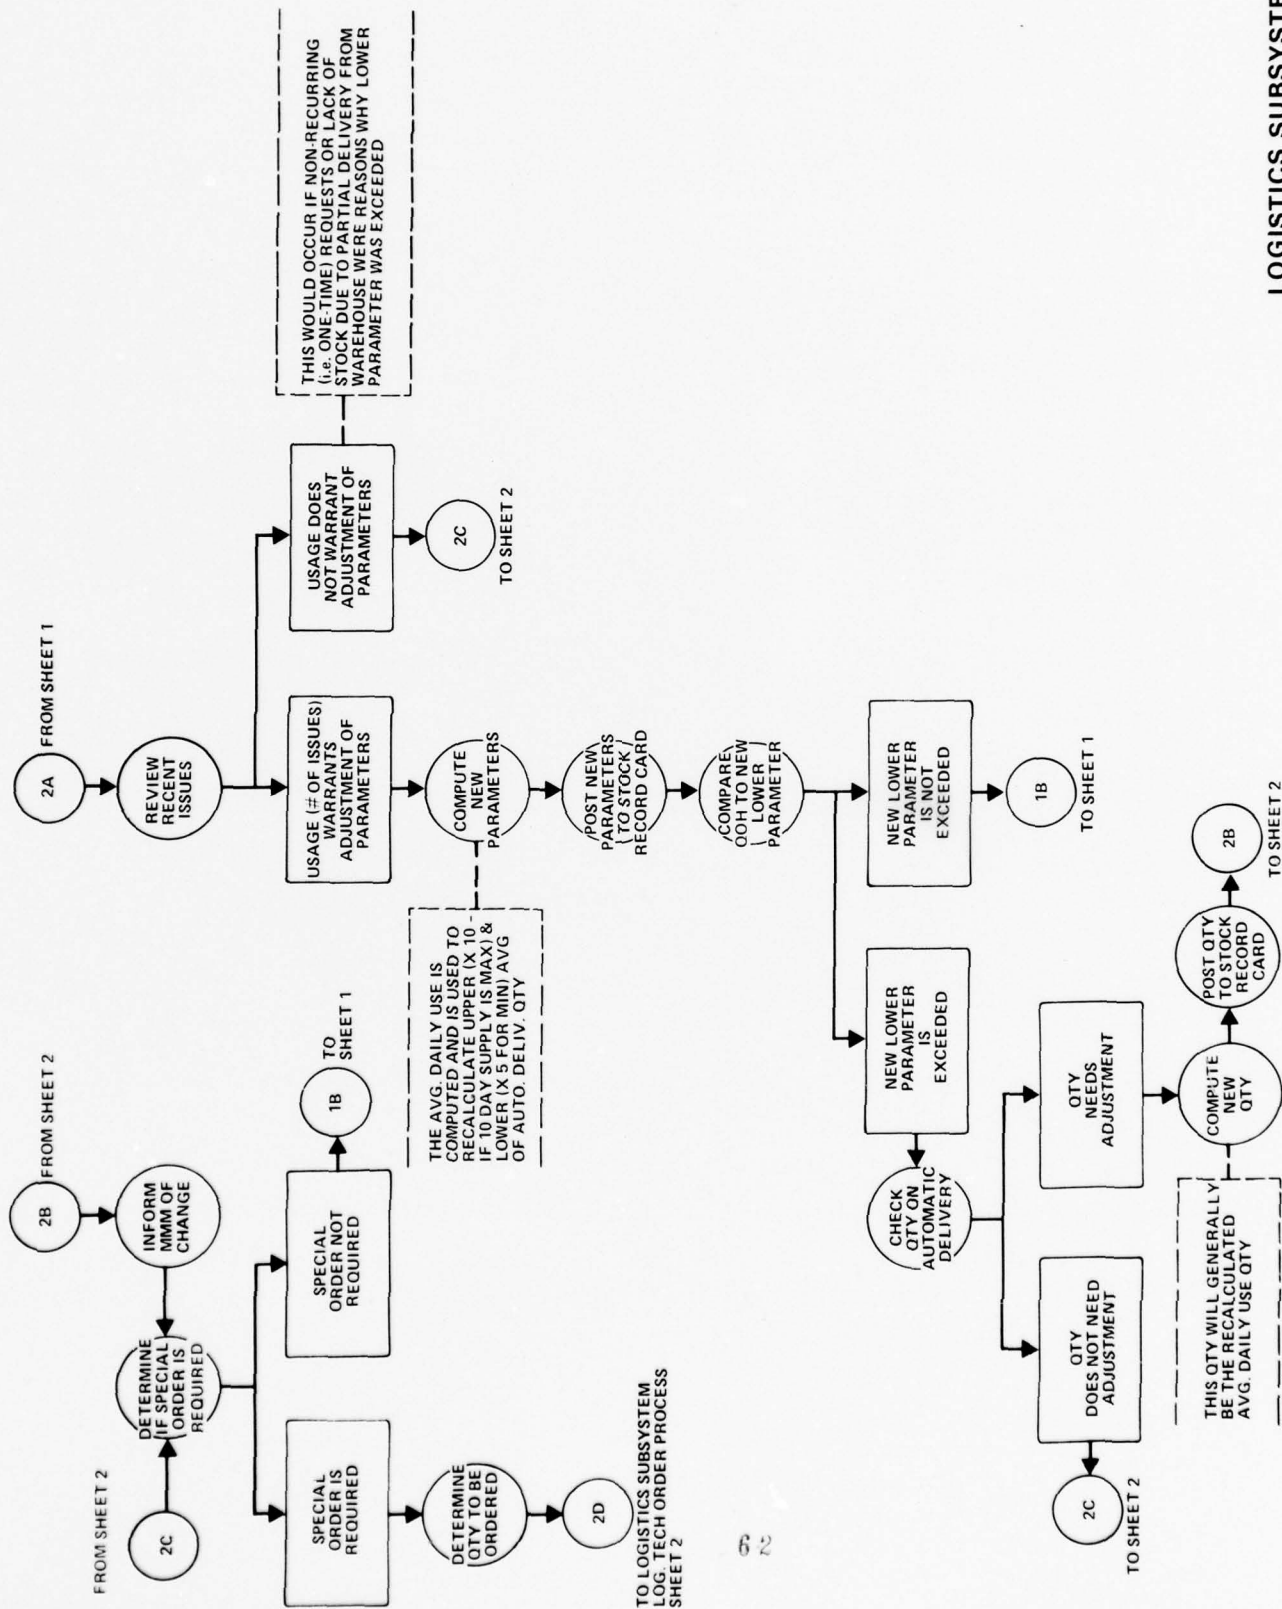 2B
FROM SHEET 2
INFORM
MMM OF
CHANGE
FROM SHEET 2
2C
DETERMINE
IF SPECIAL
ORDER IS
REQUIRED
SPECIAL
ORDER IS
REQUIRED
SPECIAL
ORDER NOT
REQUIRED
1B
TO
SHEET 1
DETERMINE
QTY TO BE
ORDERED
2D
TO LOGISTICS SUBSYSTEM
LOG. TECH ORDER PROCESS
SHEET 2
2A
FROM SHEET 1
REVIEW
RECENT
ISSUES
USAGE (# OF ISSUES)
WARRANTS
ADJUSTMENT OF
PARAMETERS
USAGE DOES
NOT WARRANT
ADJUSTMENT OF
PARAMETERS
THIS WOULD OCCUR IF NON-RECURRING
(i.e. ONE-TIME) REQUESTS OR LACK OF
STOCK DUE TO PARTIAL DELIVERY FROM
WAREHOUSE WERE REASONS WHY LOWER
PARAMETER WAS EXCEEDED
2C
TO SHEET 2
THE AVG. DAILY USE IS
COMPUTED AND IS USED TO
RECALCULATE UPPER (X 10 -
IF 10 DAY SUPPLY IS MAX) &
LOWER (X 5 FOR MIN) AVG
OF AUTO. DELIV. QTY
COMPUTE
NEW
PARAMETERS
POST NEW
PARAMETERS
TO STOCK
RECORD CARD
COMPARE
QOH TO NEW
LOWER
PARAMETER
NEW LOWER
PARAMETER
IS
EXCEEDED
NEW LOWER
PARAMETER
IS NOT
EXCEEDED
1B
TO SHEET 1
CHECK
QTY ON
AUTOMATIC
DELIVERY
QTY
DOES NOT NEED
ADJUSTMENT
QTY
NEEDS
ADJUSTMENT
2C
TO SHEET 2
THIS QTY WILL GENERALLY
BE THE RECALCULATED
AVG. DAILY USE QTY
COMPUTE
NEW
QTY
POST QTY
TO STOCK
RECORD
CARD
2B
TO SHEET 2
62